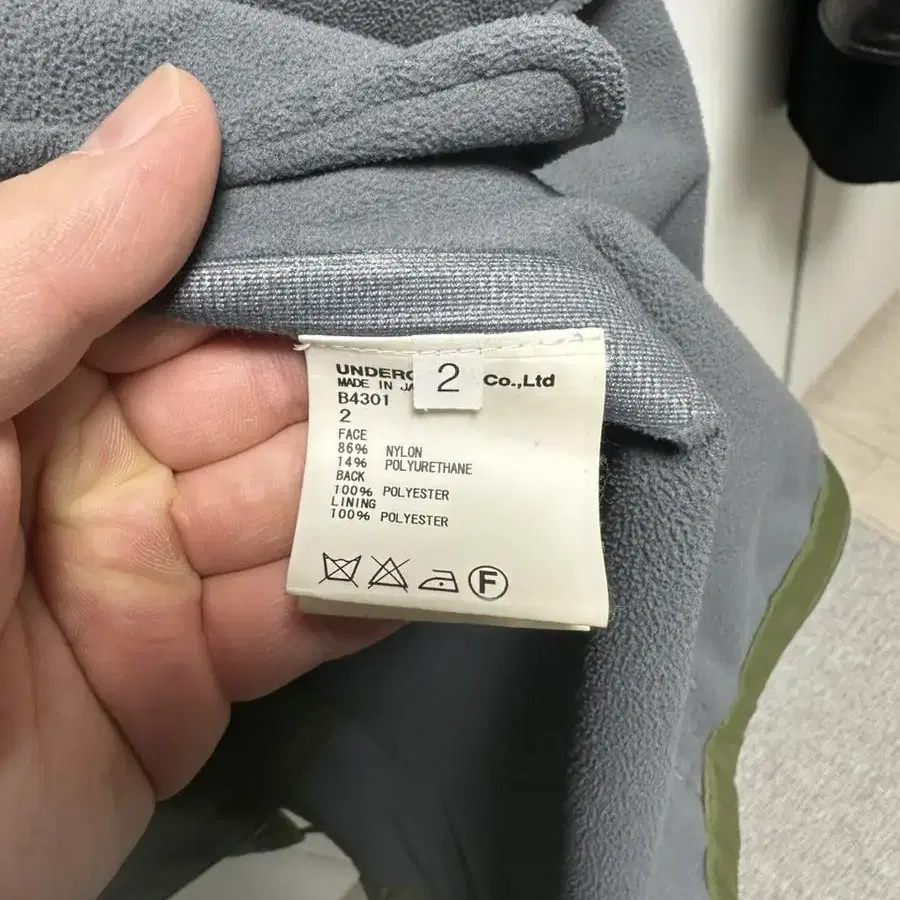 UNDERC Co.,Ltd
2
MADE IN JA
B4301
2
FACE
86% NYLON
14% POLYURETHANE
BACK
100% POLYESTER
LINING
100% POLYESTER
F